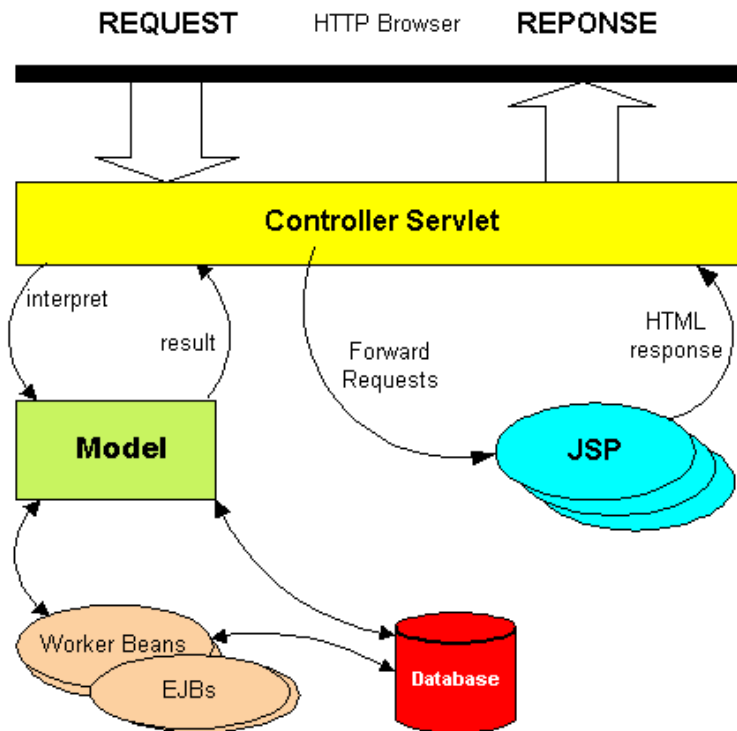 REQUEST HTTP Browser REPONSE
Controller Servlet
interpret
result
Forward
Requests
HTML
response
Model
JSP
Worker Beans
EJBs
Database